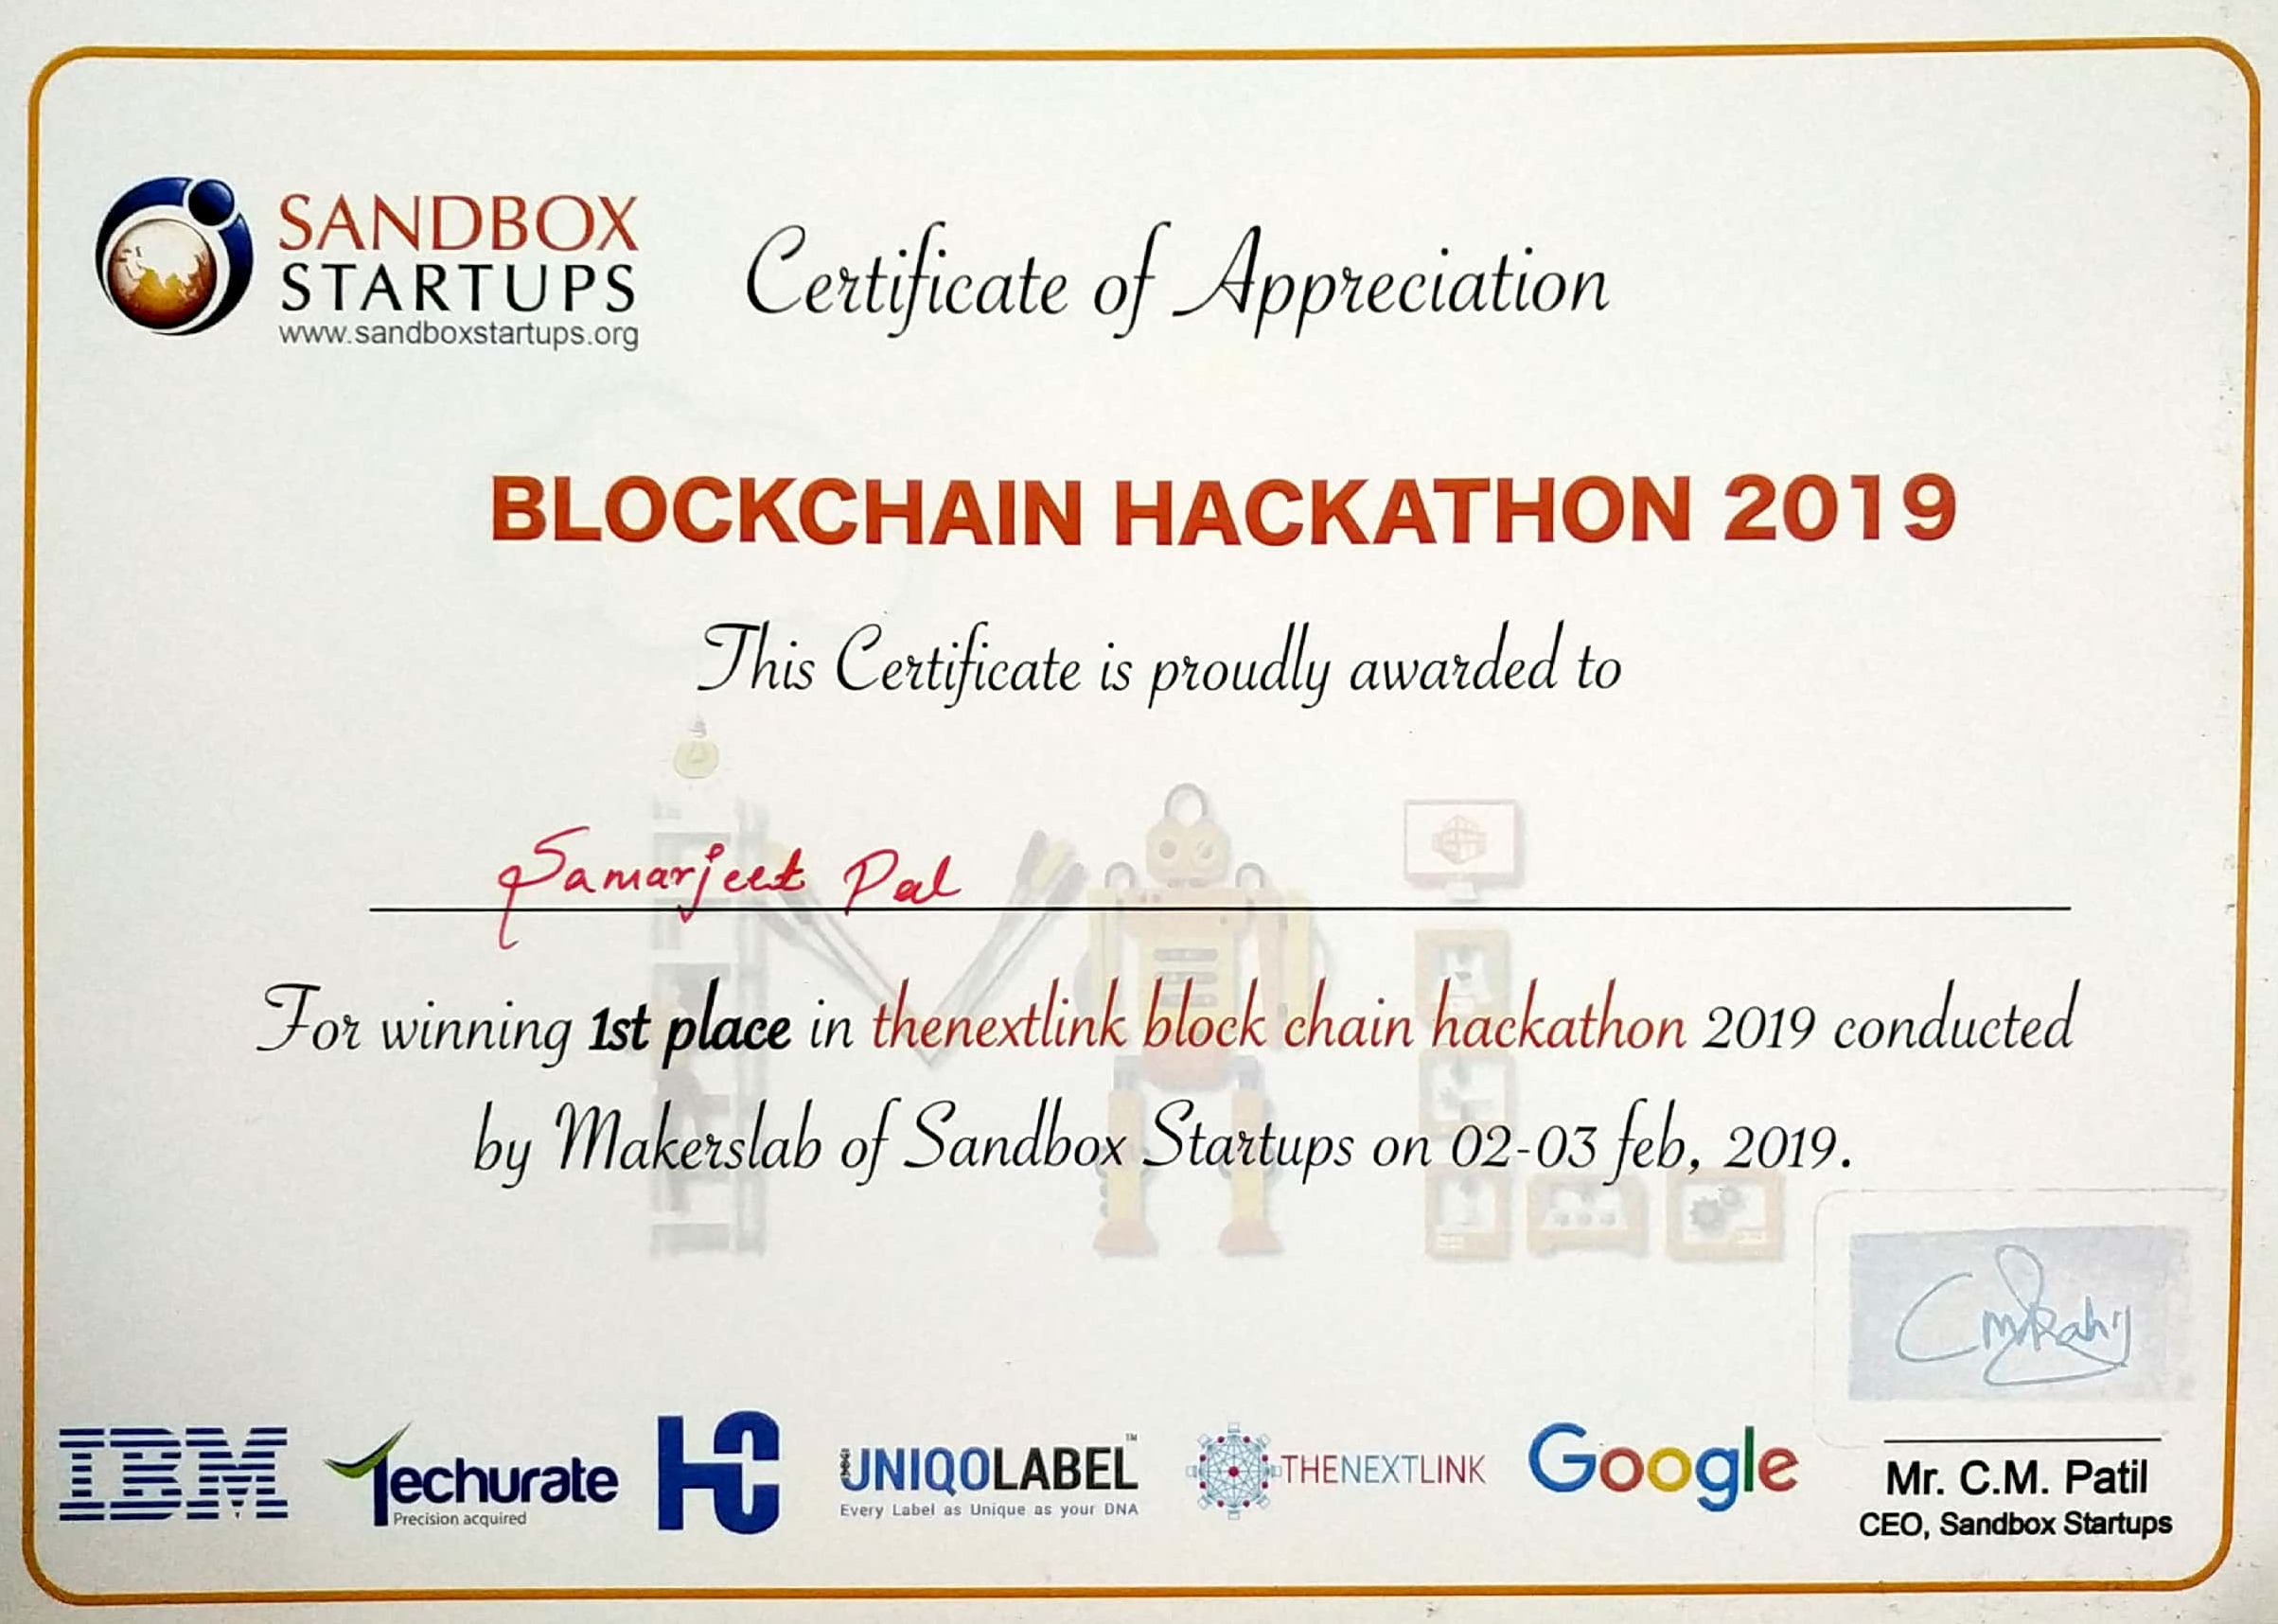 SANDBOX
STARTUPS
www.sandboxstartups.org
Certificate of Appreciation
BLOCKCHAIN HACKATHON 2019
This Certificate is proudly awarded to
Samarjeet Pal
For winning 1st place in thenextlink block chain hackathon 2019 conducted
by Makerslab of Sandbox Startups on 02-03 feb, 2019.
IBM
Techurate
Precision acquired
HC
UNIQOLABEL™
Every Label as Unique as your DNA
THENEXTLINK
Google
Mr. C.M. Patil
CEO, Sandbox Startups